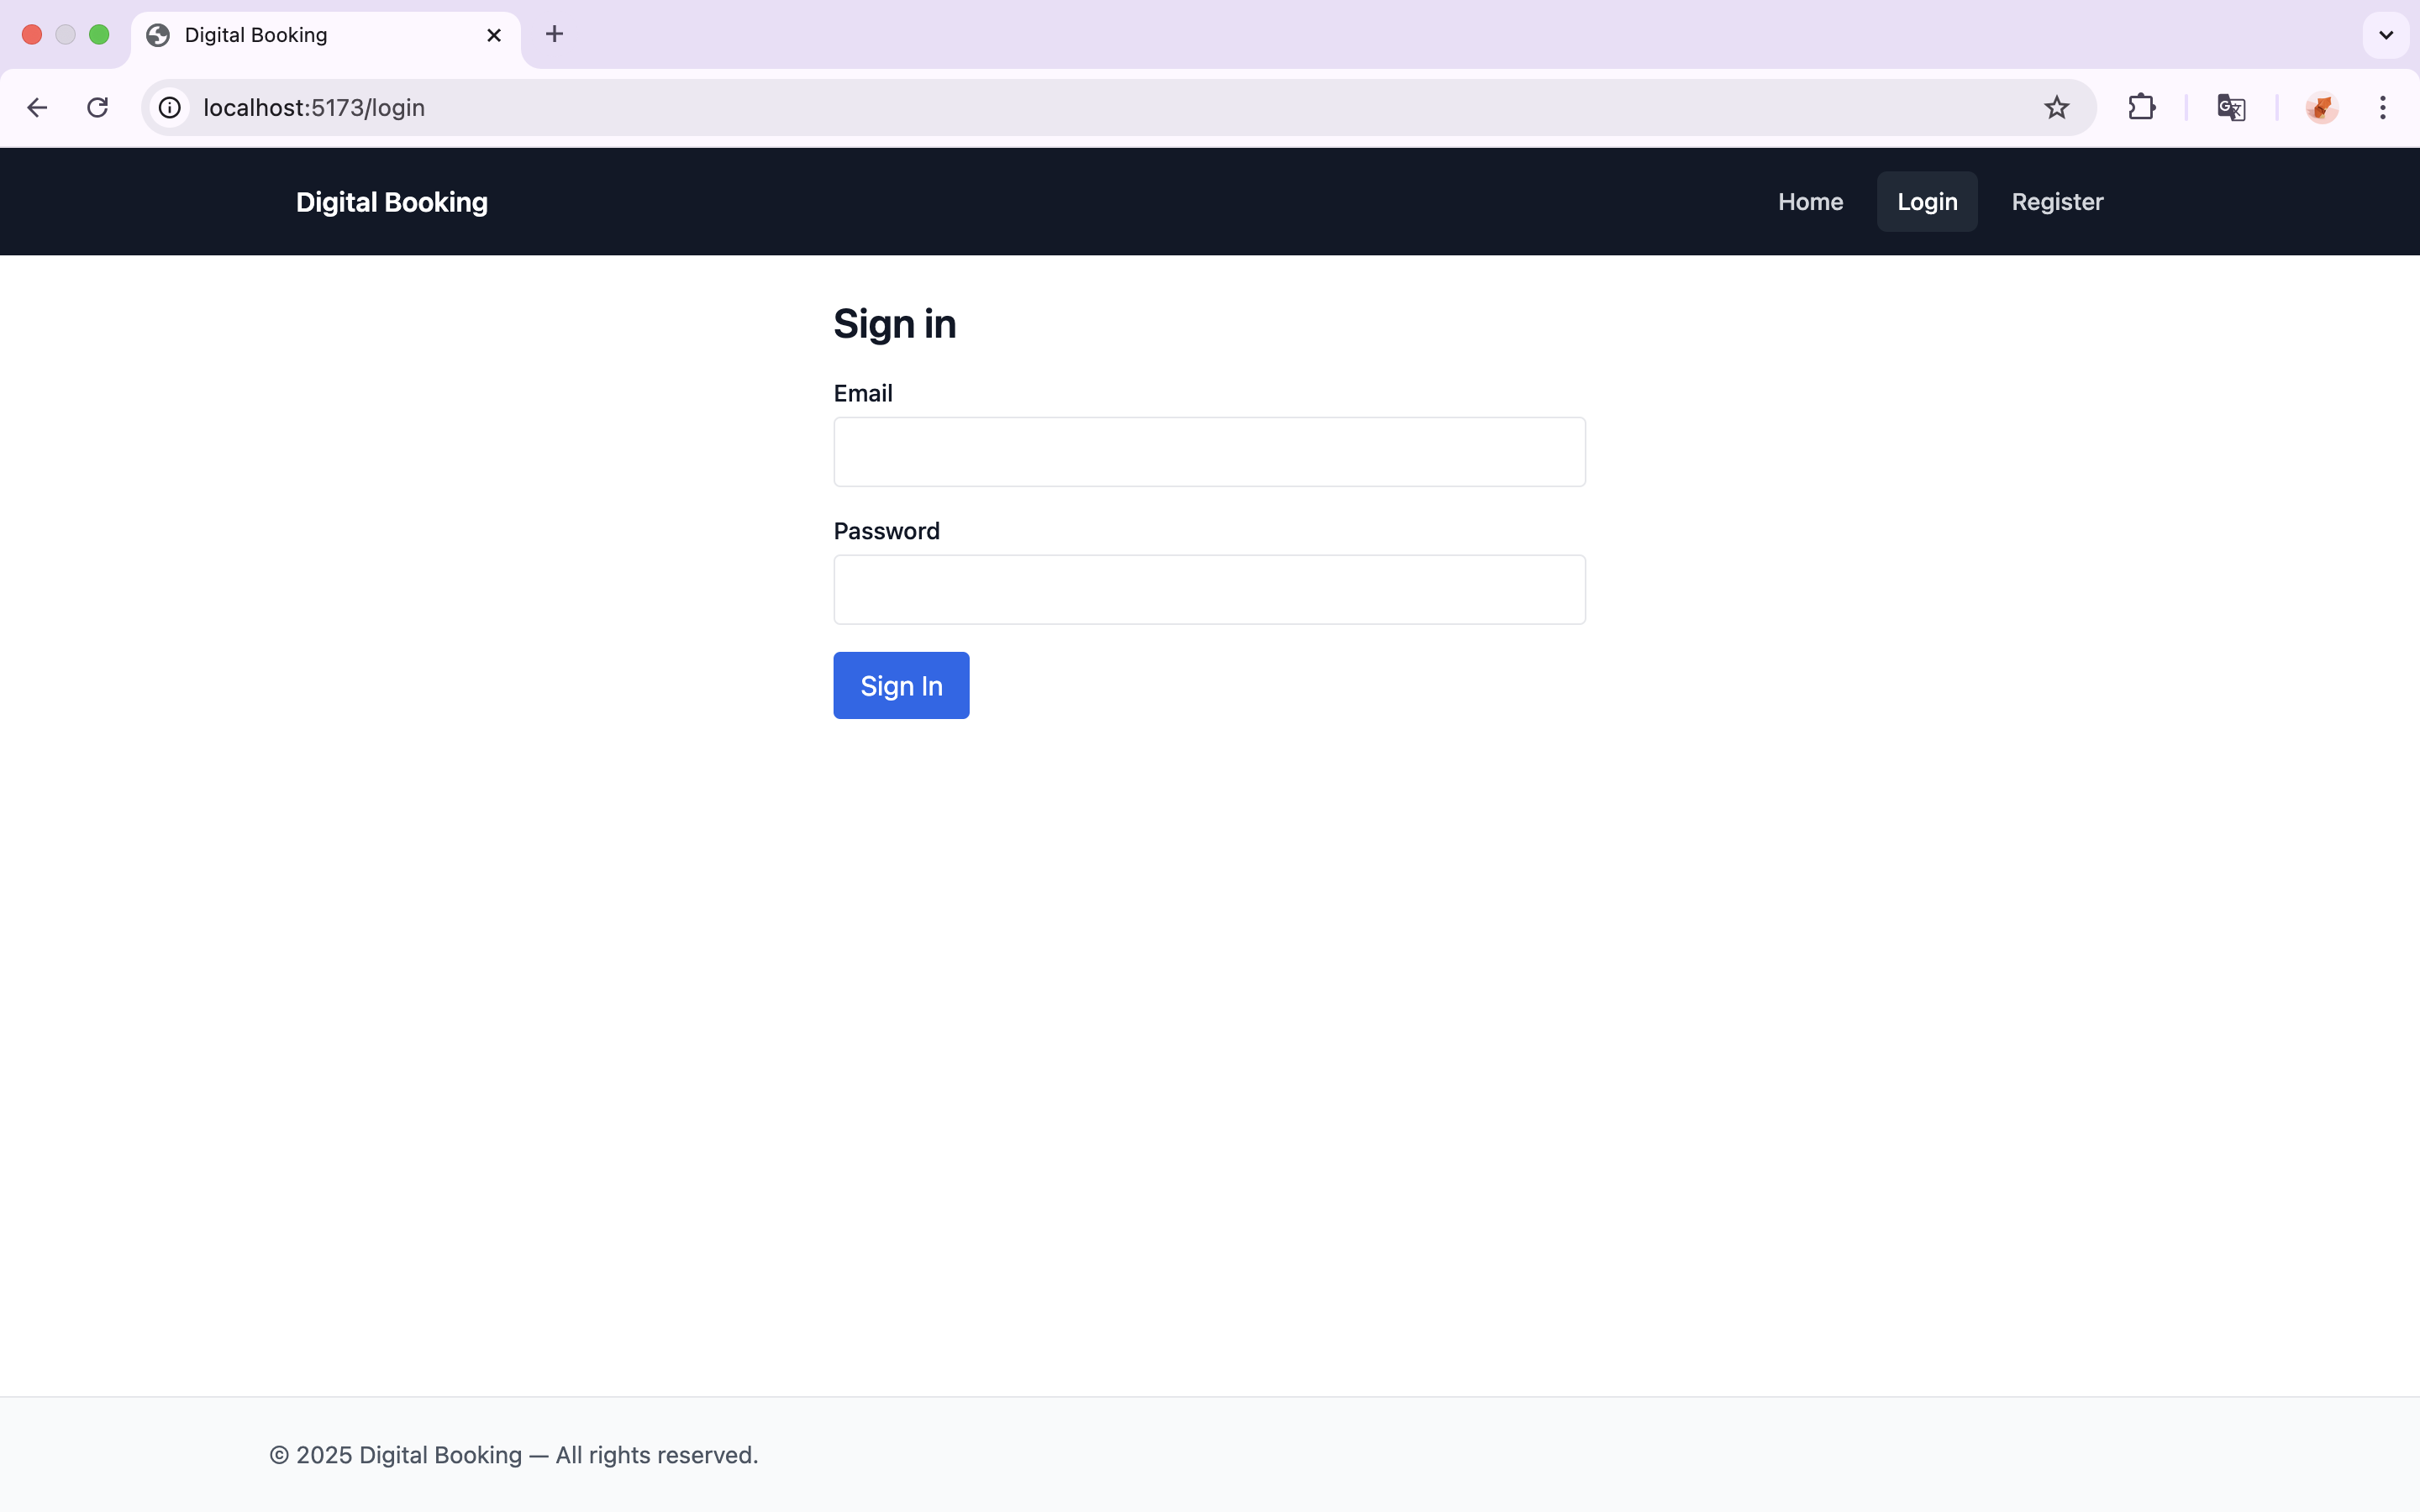 Digital Booking
localhost:5173/login
Digital Booking Home Login Register
Sign in
Email
Password
Sign In
© 2025 Digital Booking — All rights reserved.